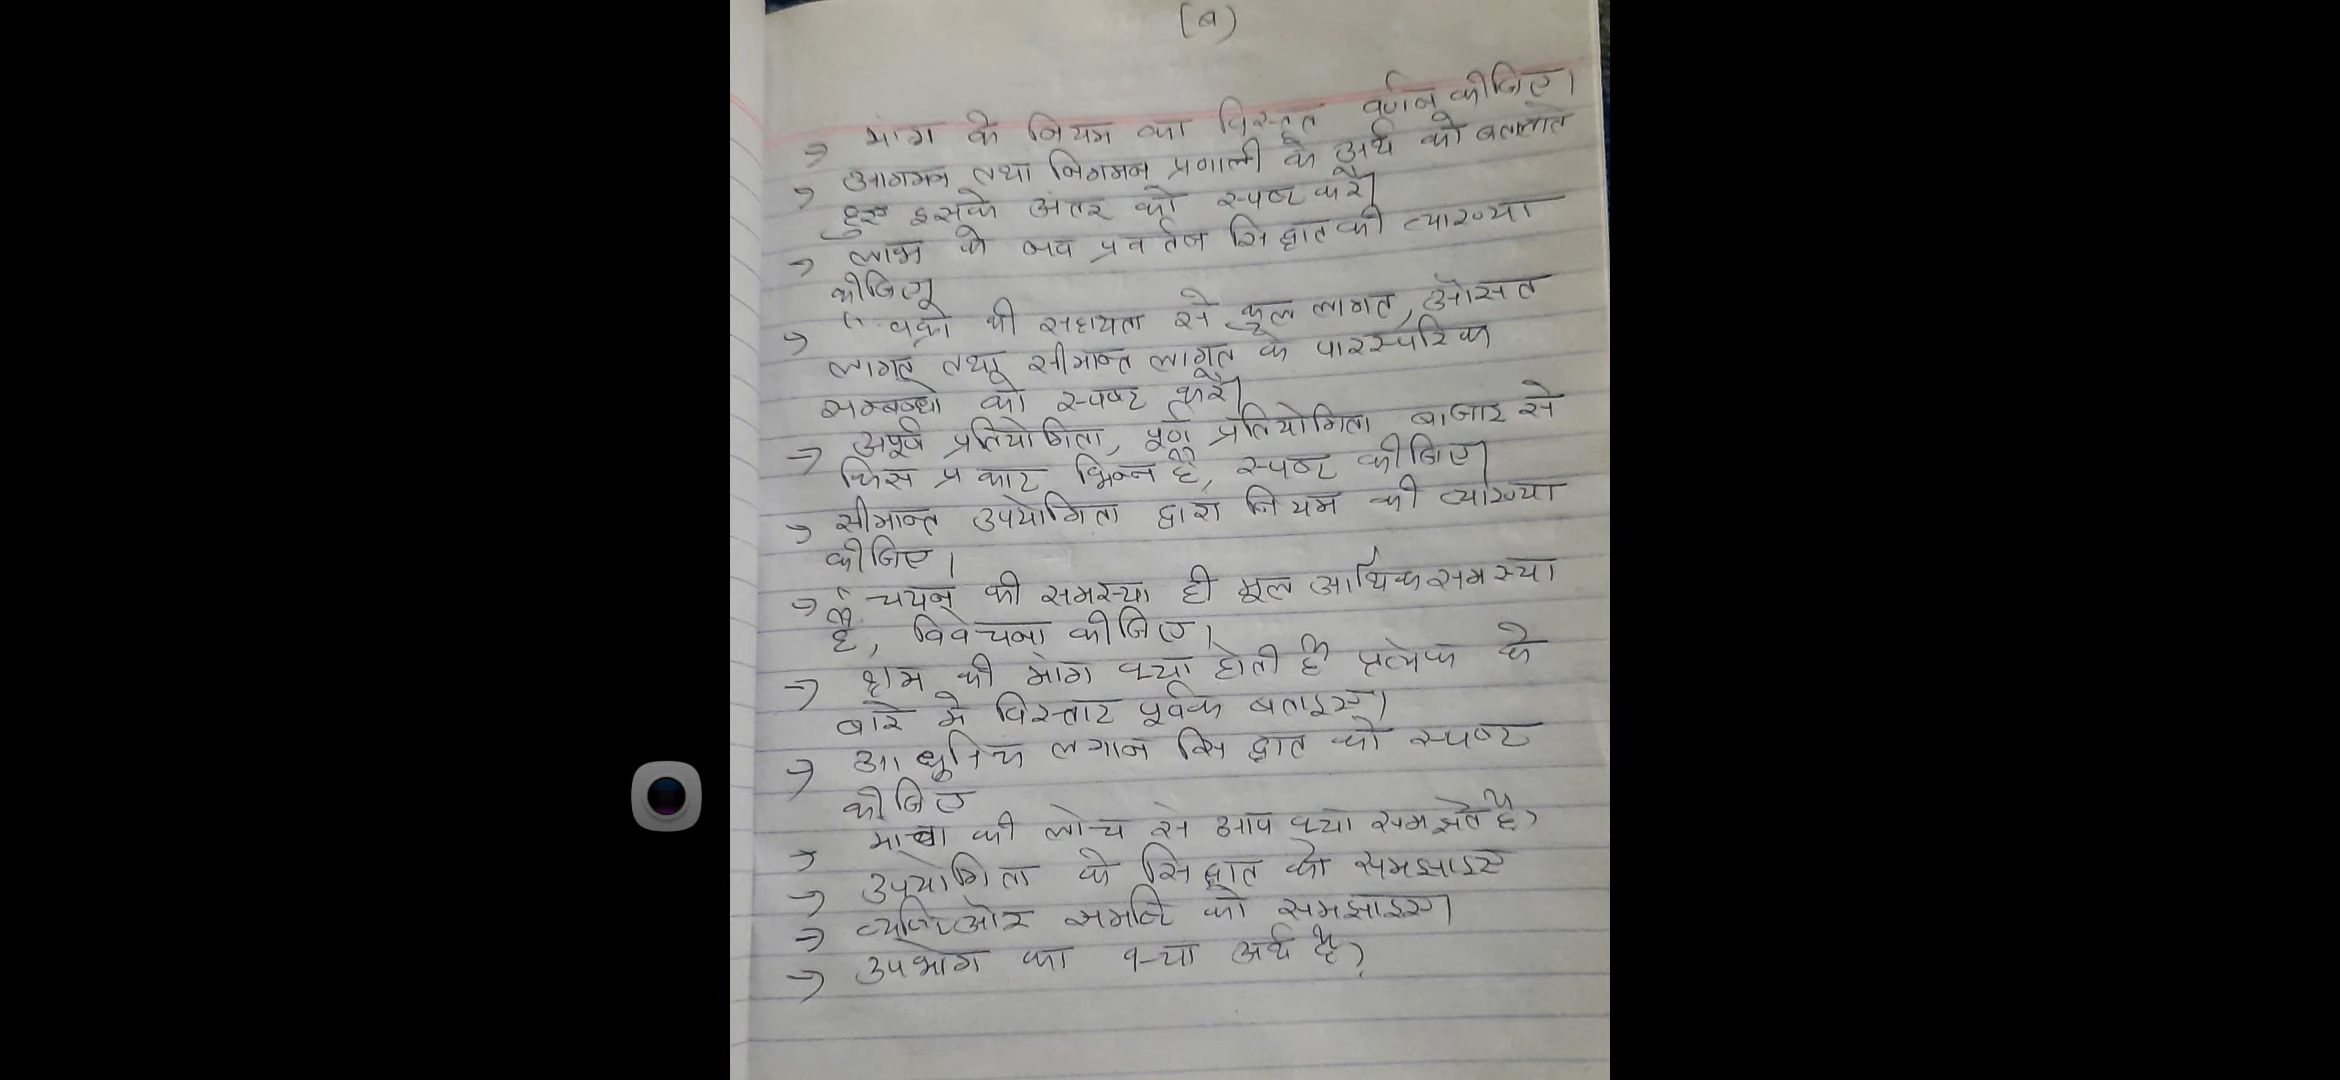 (ब)
→ मांग के नियम का विस्तृत वर्णन कीजिए।
→ आगमन तथा निगमन प्रणाली के अर्थ को बतलाते
हुए इसके अंतर को स्पष्ट करें।
→ लाभ के नव प्रवर्तन सिद्धांत की व्याख्या
कीजिए
→ "वक्रो की सहायता से कुल लागत, औसत
लागत तथा सीमान्त लागत के पारस्परिक
सम्बन्धो को स्पष्ट करें।
→ अपूर्ण प्रतियोगिता, पूर्ण प्रतियोगिता बाजार से
किस प्रकार भिन्न है, स्पष्ट कीजिए।
→ सीमान्त उपयोगिता द्वारा नियम की व्याख्या
कीजिए।
→ "चयन की समस्या ही मूल आर्थिक समस्या
है, विवेचना कीजिए।
→ श्रम की मांग क्या होती है प्रत्येक के
बारे मे विस्तार पूर्वक बताइए।
→ आधुनिक लगान सिद्धांत को स्पष्ट
कीजिए
→ की लोच से आप क्या समझते है?
→ उपयोगिता के सिद्धांत को समझाइए
→ व्यष्टि और समष्टि को समझाइए।
→ उपभोग का क्या अर्थ है?